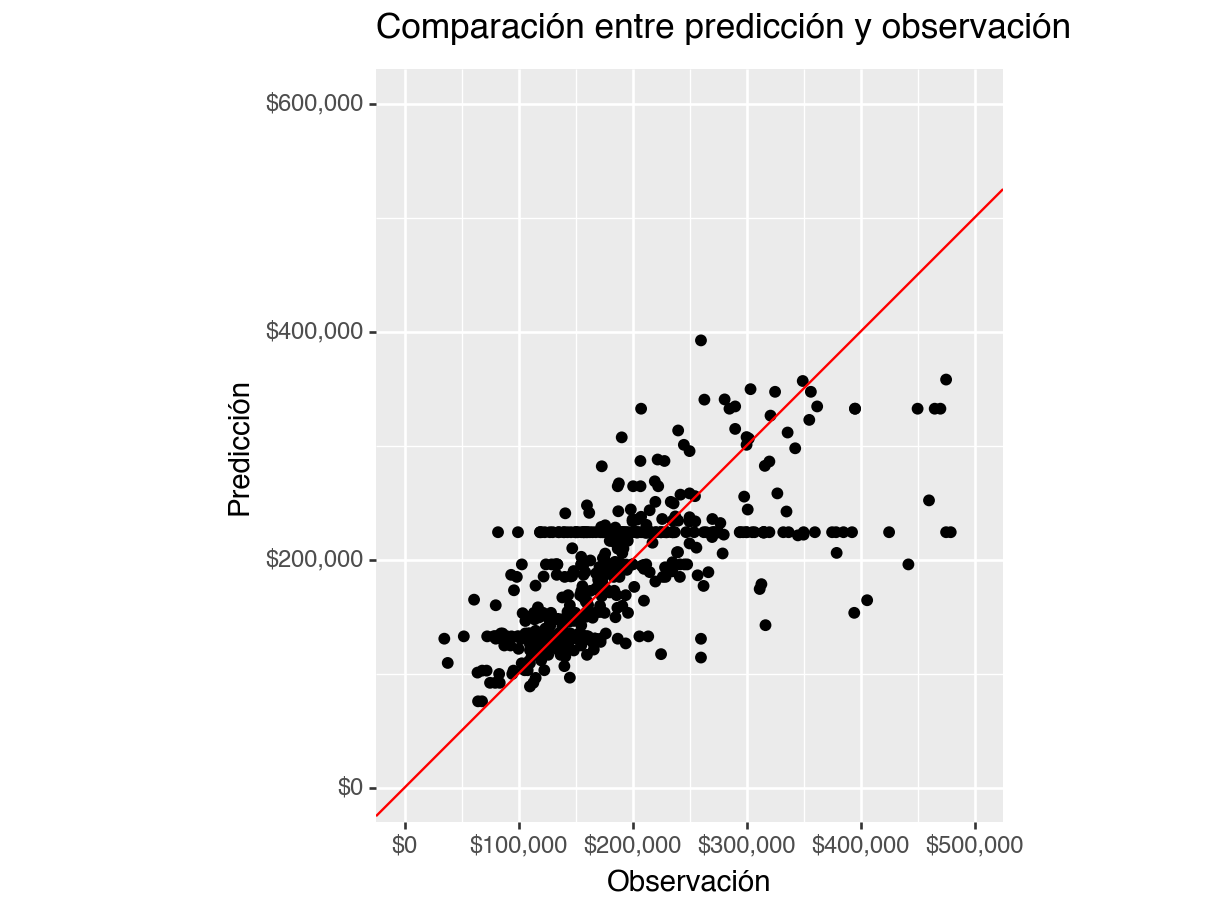 Comparación entre predicción y observación
$600,000
$400,000
$200,000
$0
Predicción
$0 $100,000 $200,000 $300,000 $400,000 $500,000
Observación